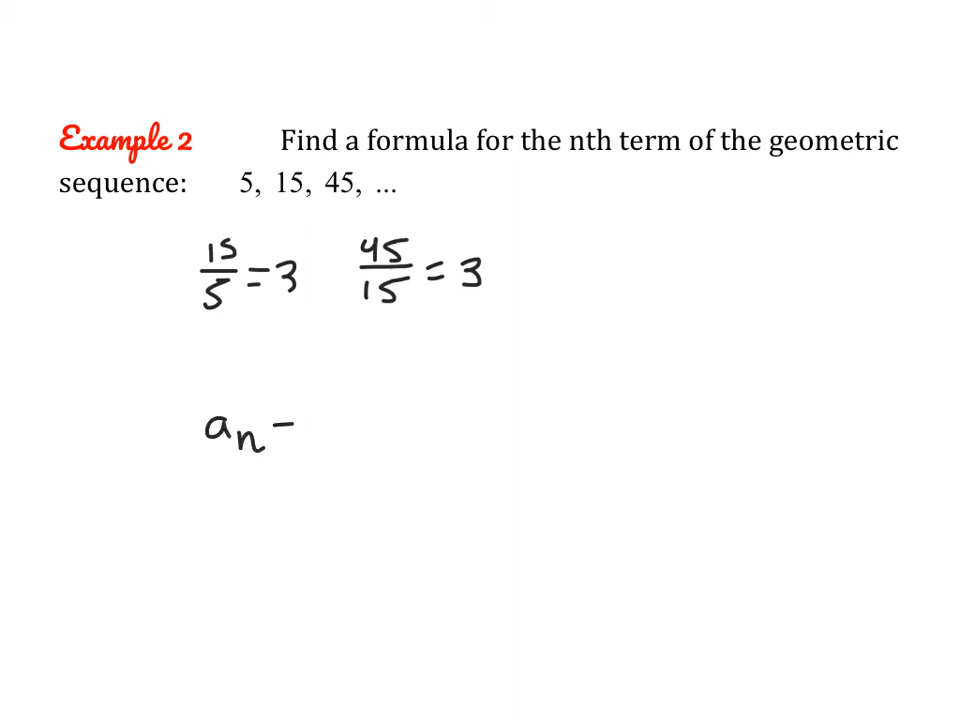 Example 2 Find a formula for the nth term of the geometric
sequence: 5, 15, 45, ...
15/5 = 3 45/15 = 3
aₙ -